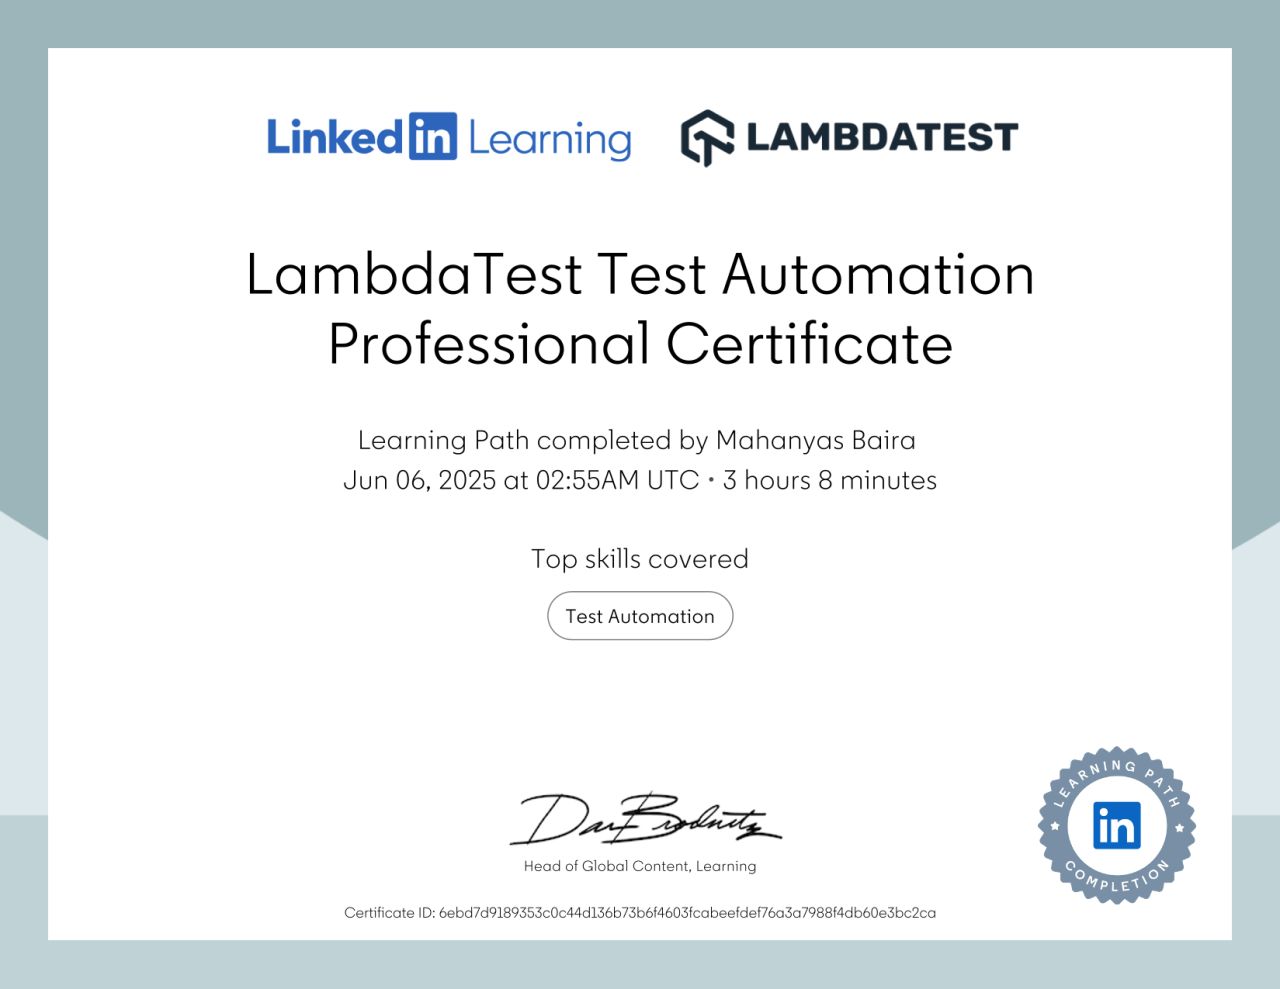 LinkedIn Learning
LAMBDATEST
LambdaTest Test Automation
Professional Certificate
Learning Path completed by Mahanyas Baira
Jun 06, 2025 at 02:55AM UTC • 3 hours 8 minutes
Top skills covered
Test Automation
Dan Brodnitz
Head of Global Content, Learning
LEARNING PATH
in
COMPLETION
Certificate ID: 6ebd7d9189353c0c44d136b73b6f4603fcabeefdef76a3a7988f4db60e3bc2ca